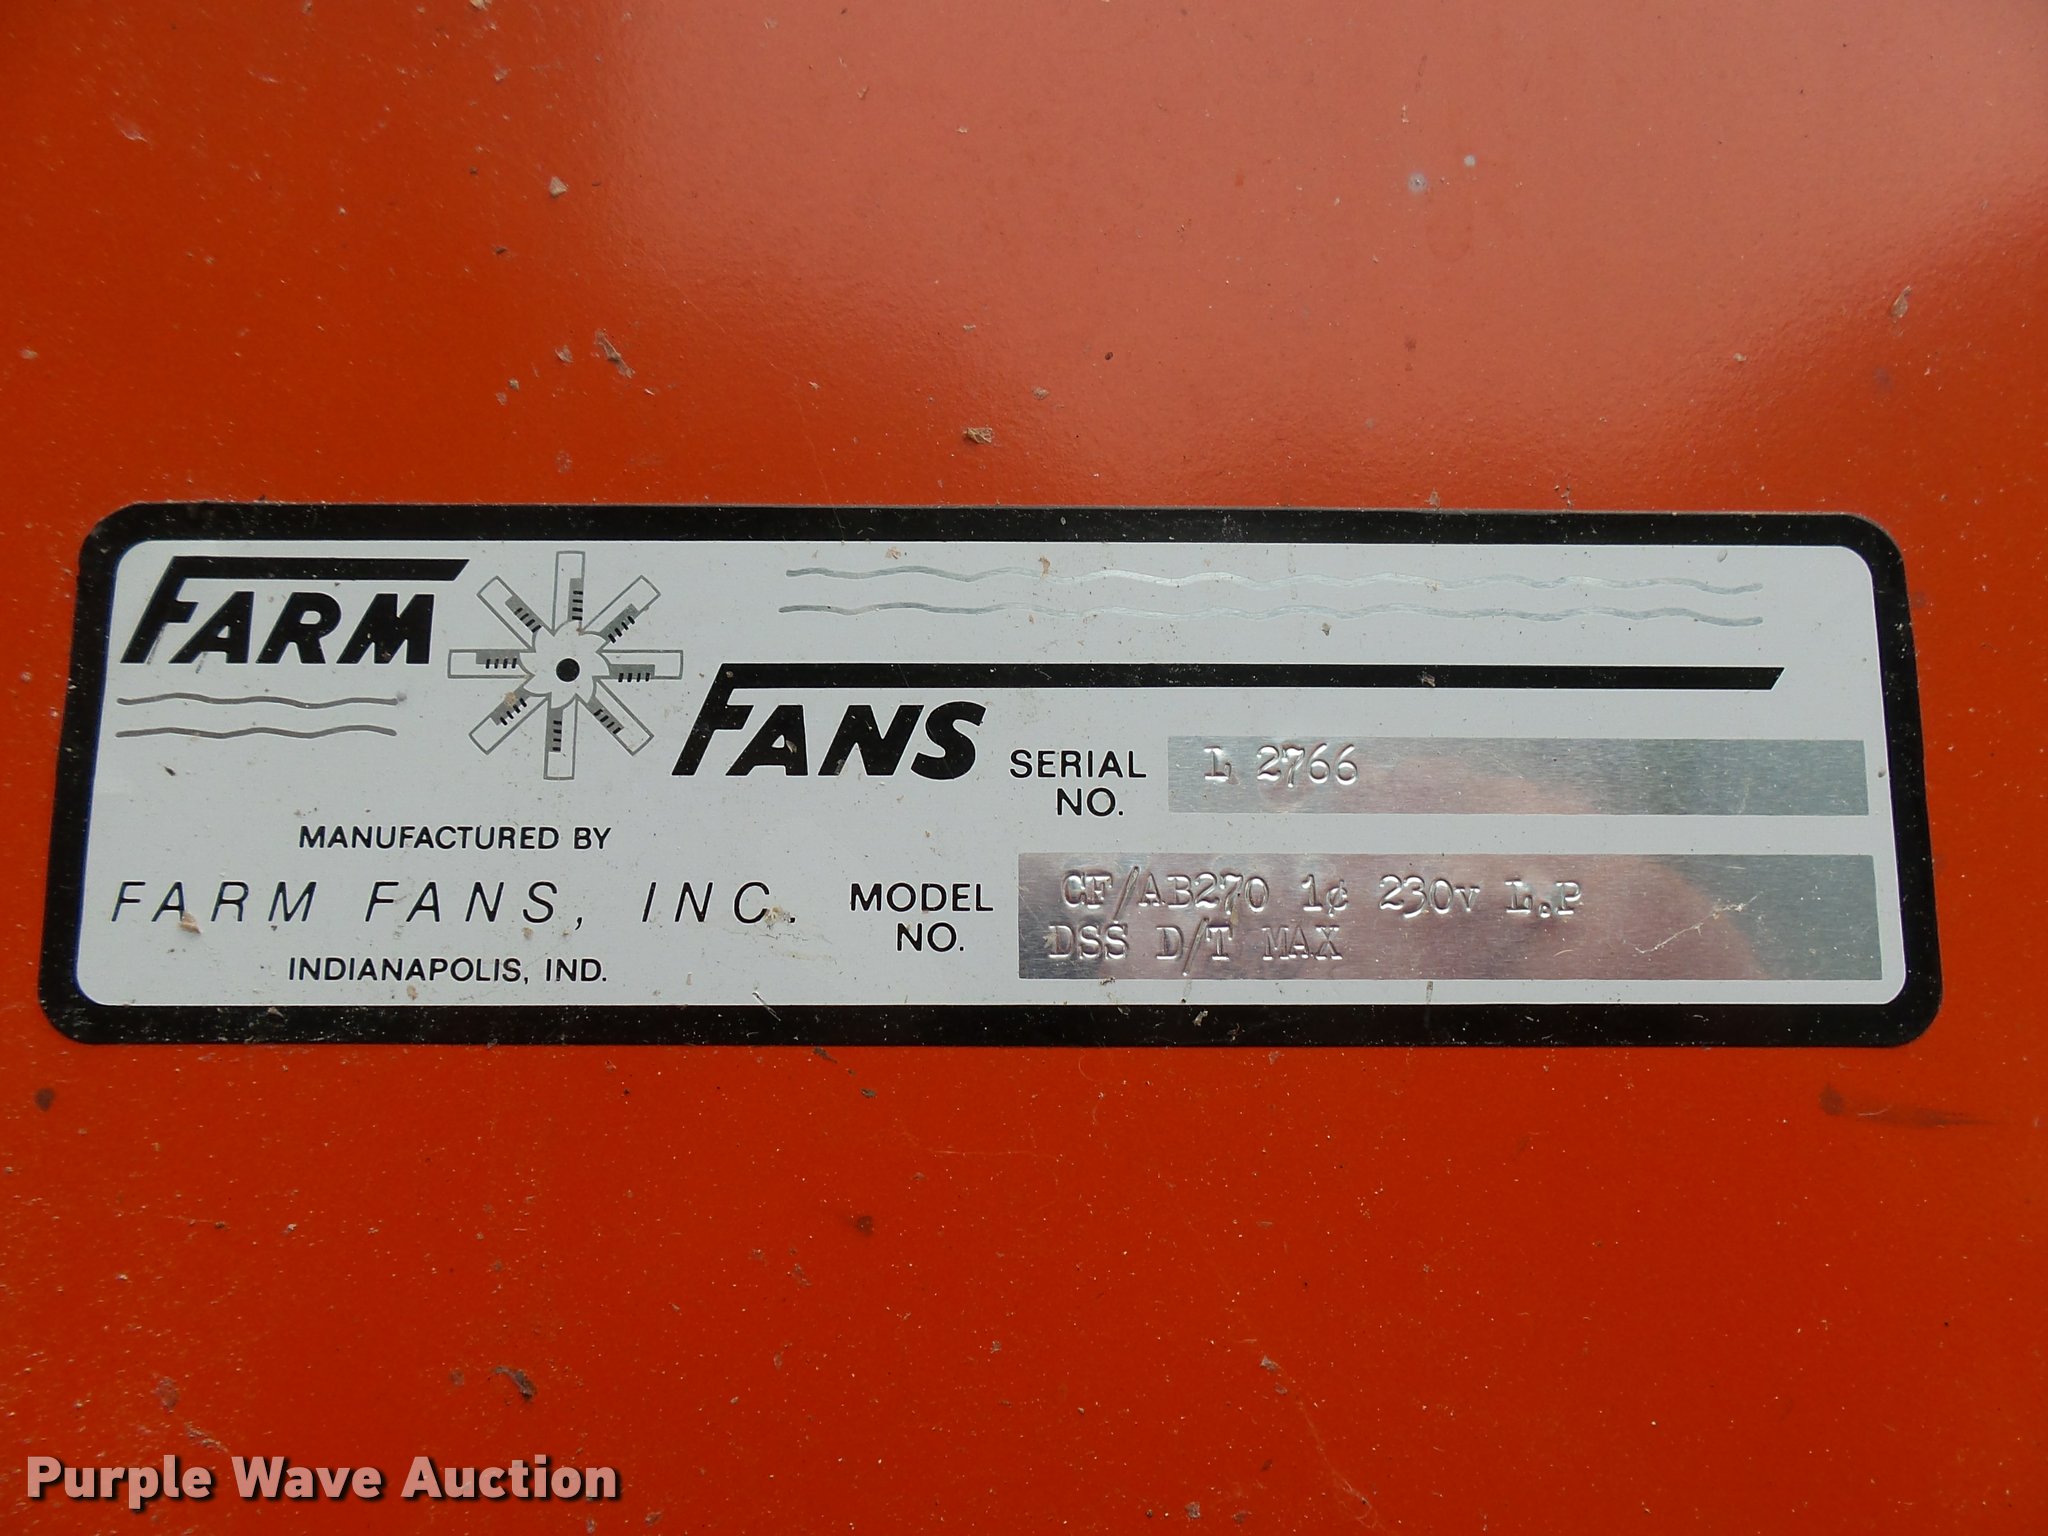 FARM
FANS
SERIAL NO. L 2766
MANUFACTURED BY
FARM FANS, INC.
INDIANAPOLIS, IND.
MODEL NO. CF/AB270 1¢ 230v L.P
DSS D/T MAX
Purple Wave Auction